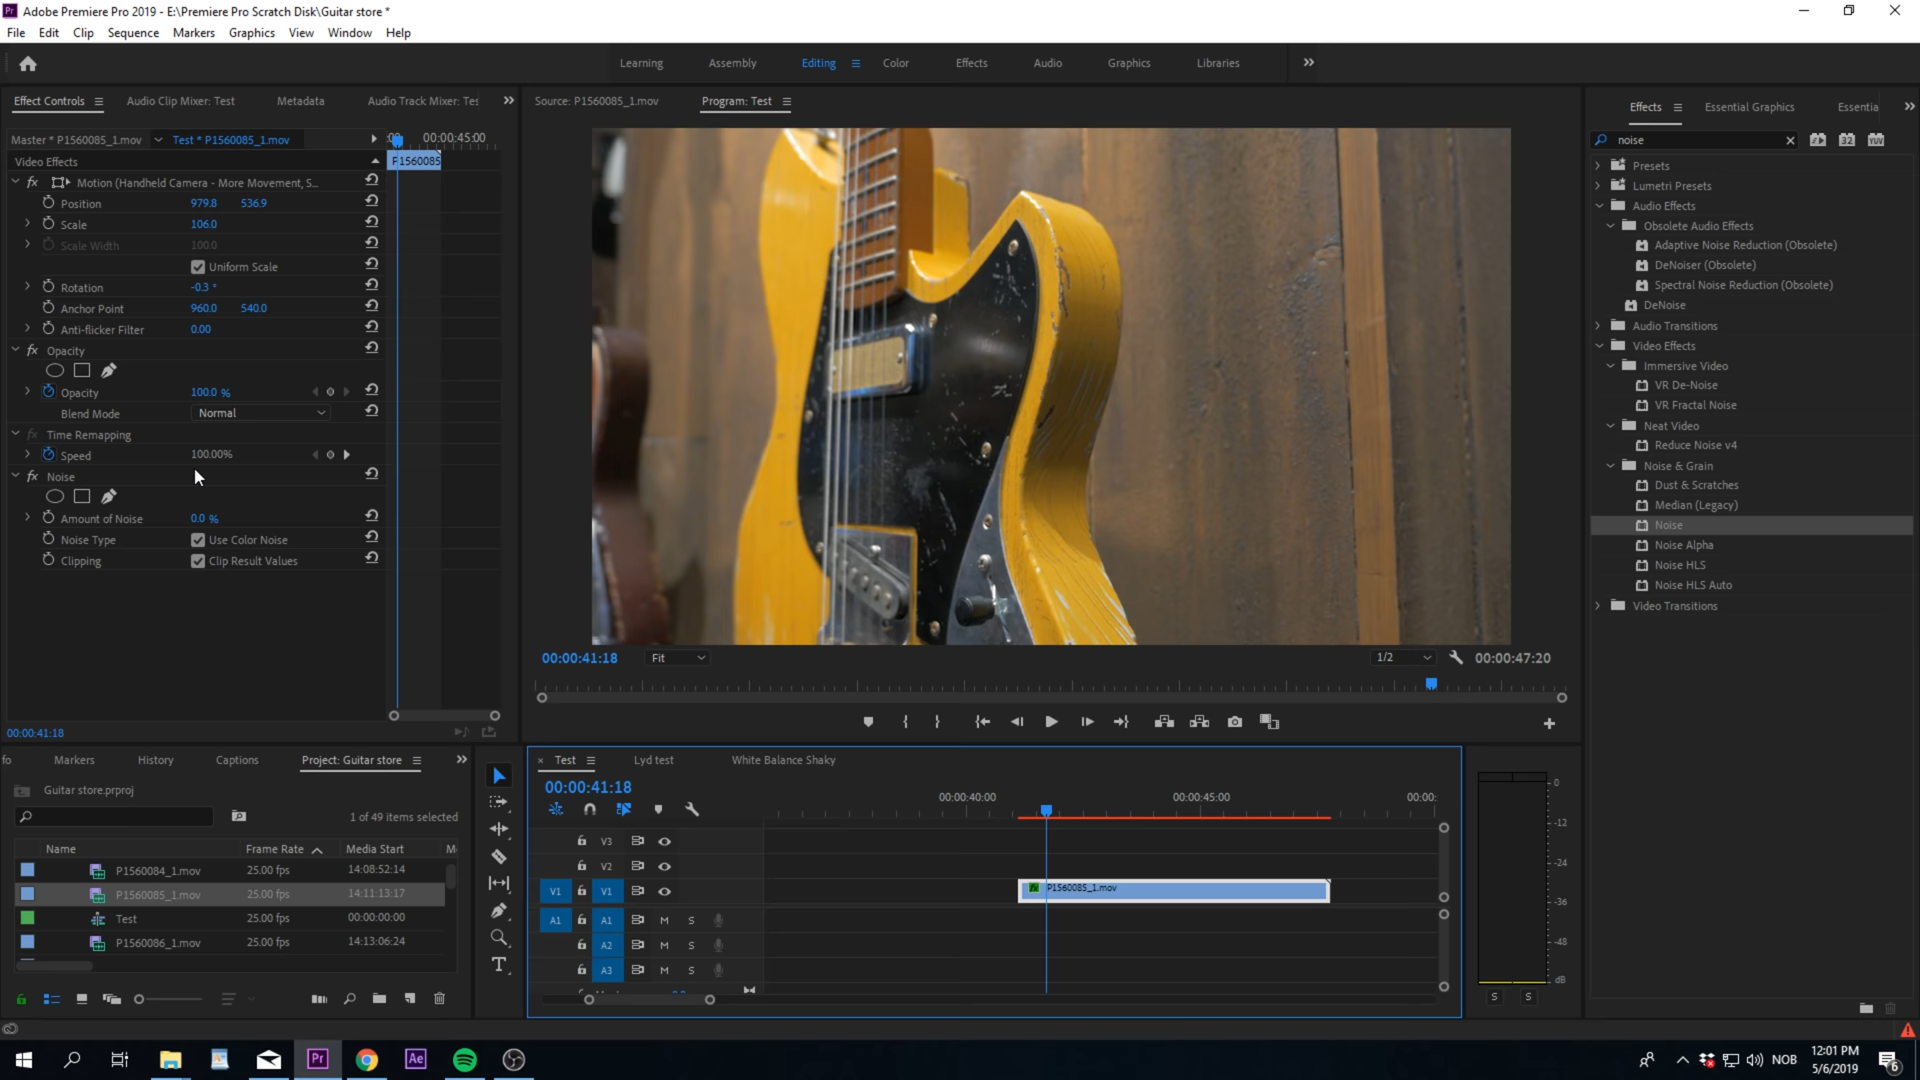 Adobe Premiere Pro 2019 - E:\Premiere Pro Scratch Disk\Guitar store *
File Edit Clip Sequence Markers Graphics View Window Help
Learning Assembly Editing Color Effects Audio Graphics Libraries
Effect Controls Audio Clip Mixer: Test Metadata Audio Track Mixer: Tes
Source: P1560085_1.mov Program: Test
Effects Essential Graphics Essentia
Master * P1560085_1.mov Test * P1560085_1.mov :00 00:00:45:00
Video Effects P1560085
Motion (Handheld Camera - More Movement, S...
Position 979.8 536.9
Scale 106.0
Scale Width 100.0
Uniform Scale
Rotation -0.3 °
Anchor Point 960.0 540.0
Anti-flicker Filter 0.00
Opacity
Opacity 100.0 %
Blend Mode Normal
Time Remapping
Speed 100.00%
Noise
Amount of Noise 0.0 %
Noise Type Use Color Noise
Clipping Clip Result Values
00:00:41:18
00:00:41:18 Fit 1/2 00:00:47:20
noise
32 YUV
Presets
Lumetri Presets
Audio Effects
Obsolete Audio Effects
Adaptive Noise Reduction (Obsolete)
DeNoiser (Obsolete)
Spectral Noise Reduction (Obsolete)
DeNoise
Audio Transitions
Video Effects
Immersive Video
VR De-Noise
VR Fractal Noise
Neat Video
Reduce Noise v4
Noise & Grain
Dust & Scratches
Median (Legacy)
Noise
Noise Alpha
Noise HLS
Noise HLS Auto
Video Transitions
fo Markers History Captions Project: Guitar store
Guitar store.prproj
1 of 49 items selected
Name Frame Rate Media Start M
P1560084_1.mov 25.00 fps 14:08:52:14
P1560085_1.mov 25.00 fps 14:11:13:17
Test 25.00 fps 00:00:00:00
P1560086_1.mov 25.00 fps 14:13:06:24
Test Lyd test White Balance Shaky
00:00:41:18
00:00:40:00 00:00:45:00 00:00:
V3
V2
V1 V1 fx P1560085_1.mov
A1 A1 M S
A2 M S
A3 M S
0
-12
-24
-36
-48
dB
S S
Pr Ae
NOB
12:01 PM
5/6/2019
6